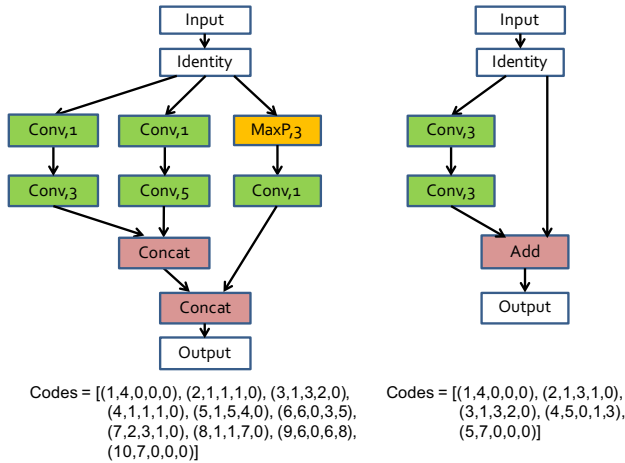 Input
Identity
Conv,1 Conv,1 MaxP,3
Conv,3 Conv,5 Conv,1
Concat
Concat
Output
Codes = [(1,4,0,0,0), (2,1,1,1,0), (3,1,3,2,0),
(4,1,1,1,0), (5,1,5,4,0), (6,6,0,3,5),
(7,2,3,1,0), (8,1,1,7,0), (9,6,0,6,8),
(10,7,0,0,0)]
Input
Identity
Conv,3
Conv,3
Add
Output
Codes = [(1,4,0,0,0), (2,1,3,1,0),
(3,1,3,2,0), (4,5,0,1,3),
(5,7,0,0,0)]